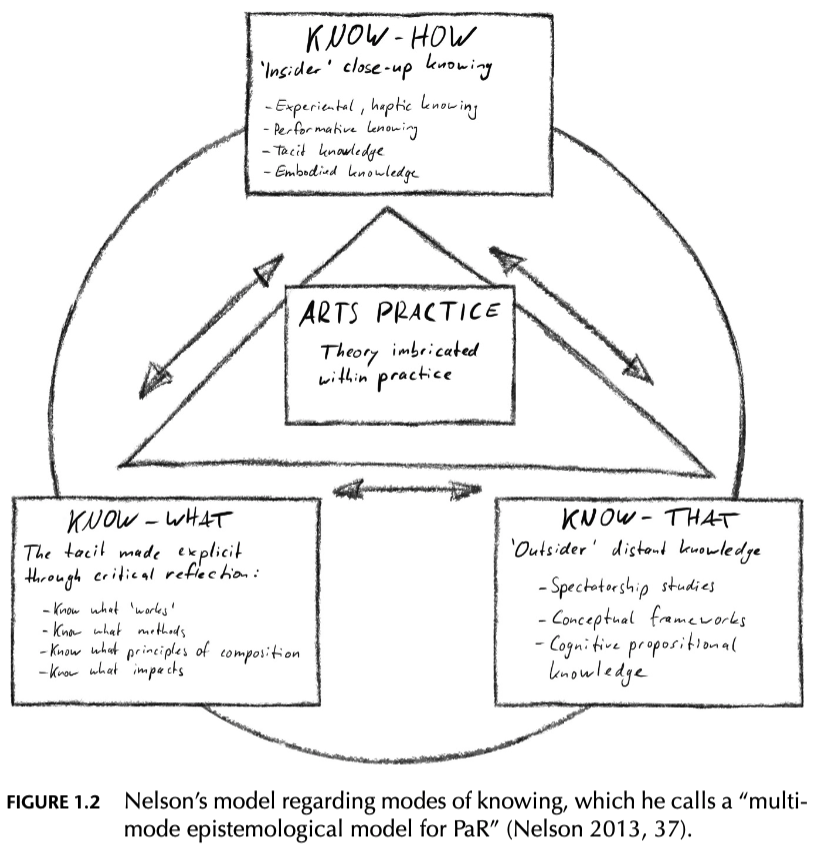 KNOW - HOW
'Insider' close-up knowing
- Experiental, haptic knowing
- Performative knowing
- Tacit knowledge
- Embodied knowledge
ARTS PRACTICE
Theory imbricated
within practice
KNOW - WHAT
The tacit made explicit
through critical reflection:
- Know what 'works'
- Know what methods
- Know what principles of composition
- Know what impacts
KNOW - THAT
'Outsider' distant knowledge
- Spectatorship studies
- Conceptual frameworks
- Cognitive propositional
knowledge
FIGURE 1.2 Nelson's model regarding modes of knowing, which he calls a “multi-
mode epistemological model for PaR” (Nelson 2013, 37).